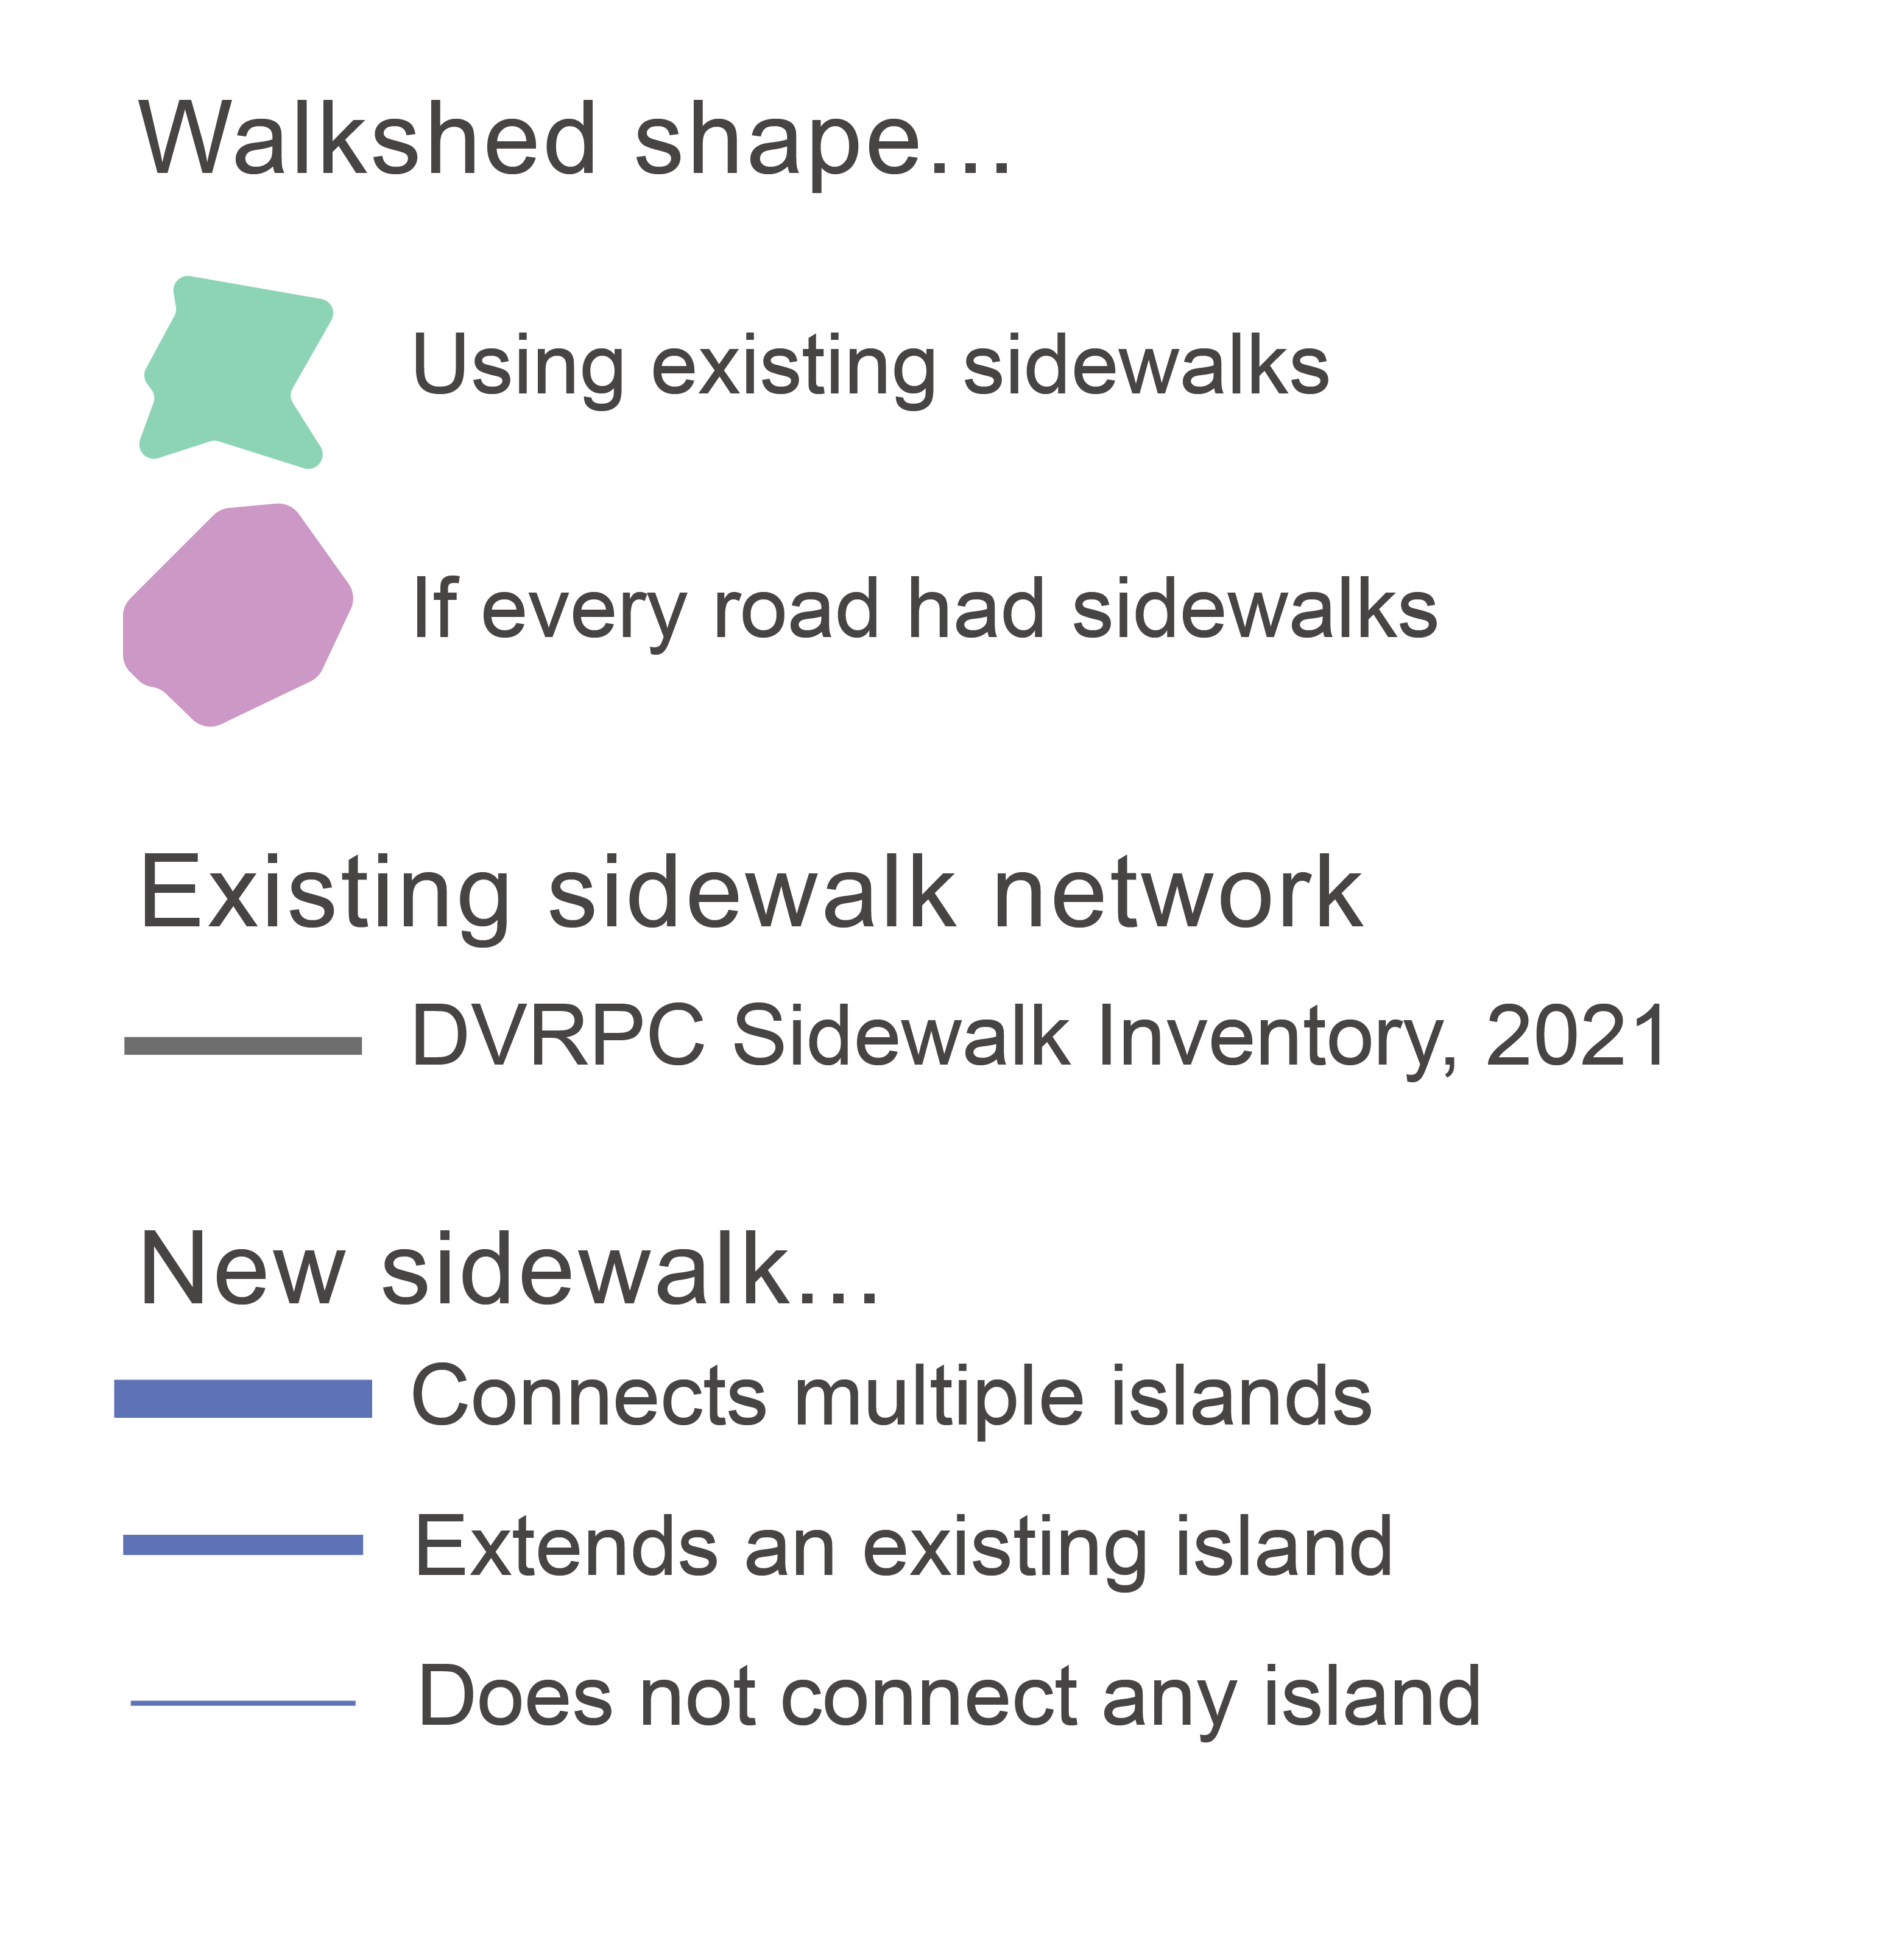 Walkshed shape...
Using existing sidewalks
If every road had sidewalks
Existing sidewalk network
DVRPC Sidewalk Inventory, 2021
New sidewalk...
Connects multiple islands
Extends an existing island
Does not connect any island